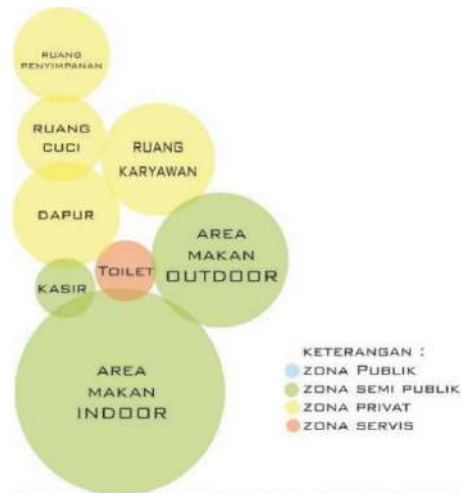 RUANG
PENYIMPANAN
RUANG
CUCI
RUANG
KARYAWAN
DAPUR
AREA
MAKAN
OUTDOOR
TOILET
KASIR
AREA
MAKAN
INDOOR
KETERANGAN :
ZONA PUBLIK
ZONA SEMI PUBLIK
ZONA PRIVAT
ZONA SERVIS